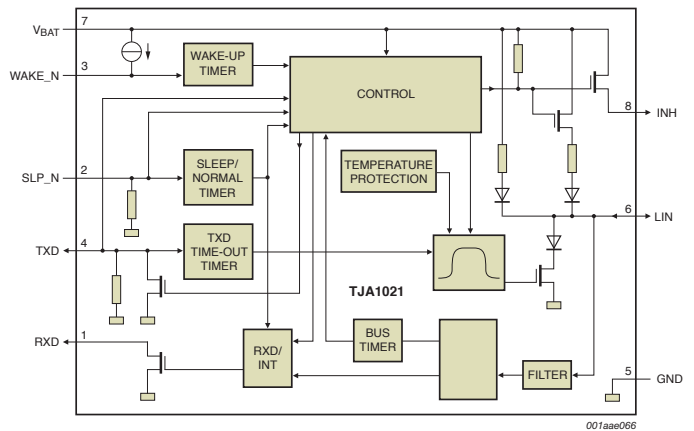 7
VBAT
WAKE-UP
TIMER
3
WAKE_N
CONTROL
8
INH
2
SLP_N
SLEEP/
NORMAL
TIMER
TEMPERATURE
PROTECTION
6
LIN
4
TXD
TXD
TIME-OUT
TIMER
TJA1021
1
RXD
RXD/
INT
BUS
TIMER
FILTER
5
GND
001aae066